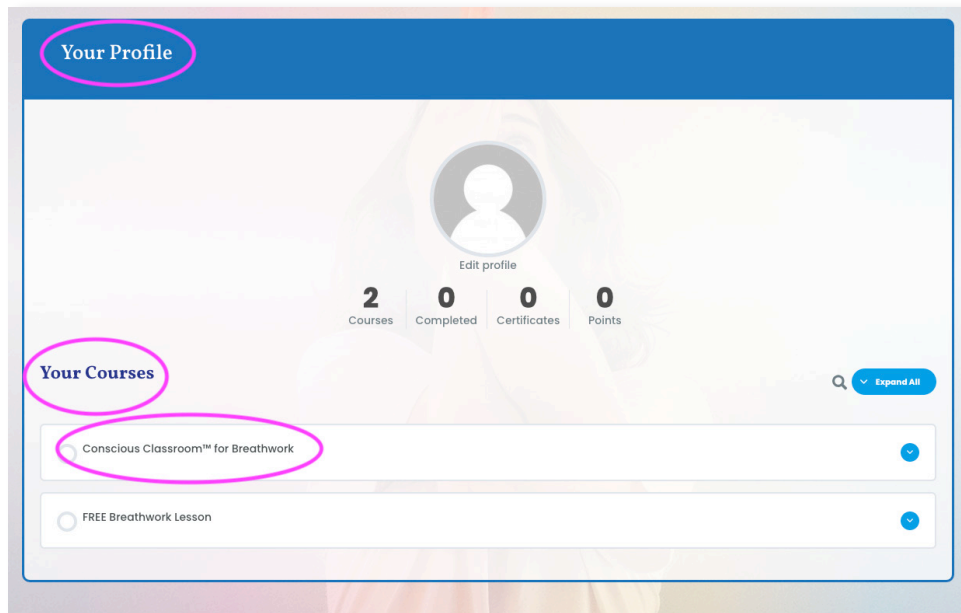 Your Profile
Edit profile
2 0 0 0
Courses Completed Certificates Points
Your Courses
Expand All
Conscious Classroom™ for Breathwork
FREE Breathwork Lesson